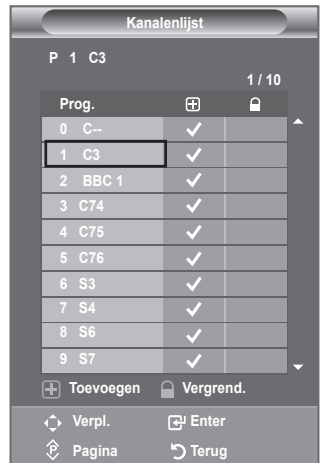 Kanalenlijst
P 1 C3
1 / 10
Prog.
0 C--
1 C3
2 BBC 1
3 C74
4 C75
5 C76
6 S3
7 S4
8 S6
9 S7
Toevoegen Vergrend.
Verpl. Enter
P Pagina Terug